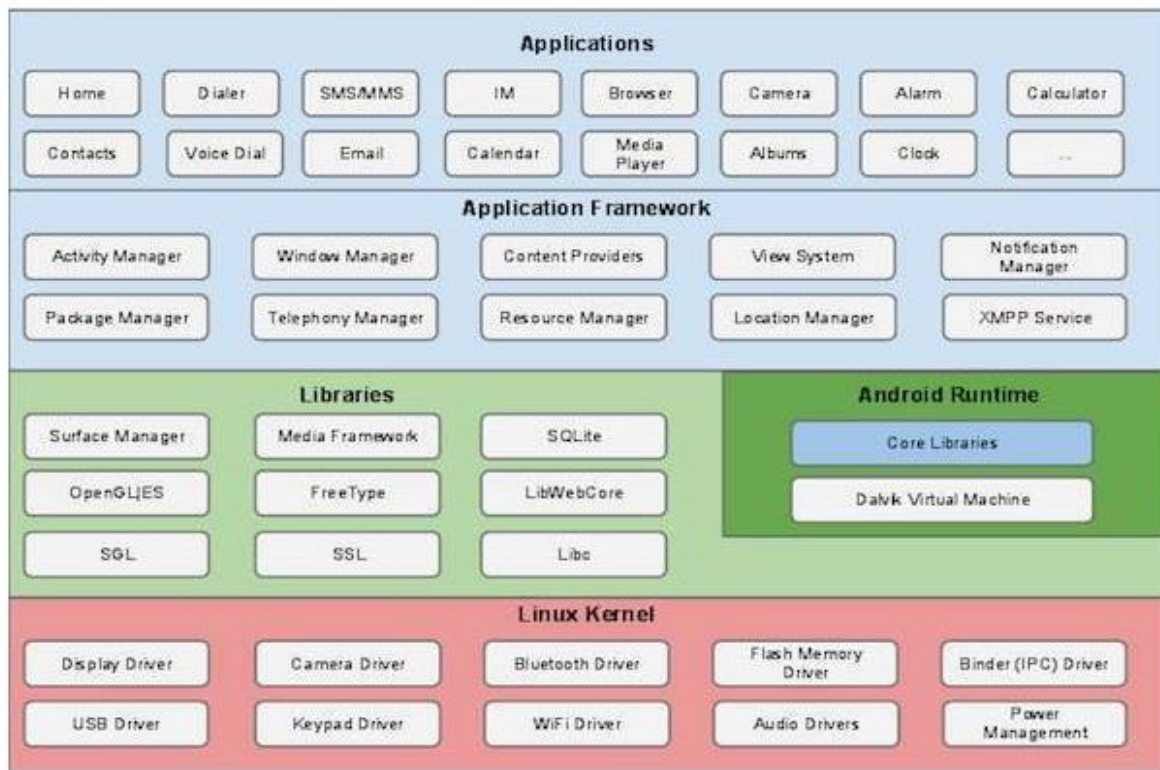 Applications
Home
Dialer
SMS/MMS
IM
Browser
Camera
Alarm
Calculator
Contacts
Voice Dial
Email
Calendar
Media
Player
Albums
Clock
...
Application Framework
Activity Manager
Window Manager
Content Providers
View System
Notification
Manager
Package Manager
Telephony Manager
Resource Manager
Location Manager
XMPP Service
Libraries
Surface Manager
Media Framework
SQLite
OpenGL|ES
FreeType
LibWebCore
SGL
SSL
Libc
Android Runtime
Core Libraries
Dalvik Virtual Machine
Linux Kernel
Display Driver
Camera Driver
Bluetooth Driver
Flash Memory
Driver
Binder (IPC) Driver
USB Driver
Keypad Driver
WiFi Driver
Audio Drivers
Power
Management